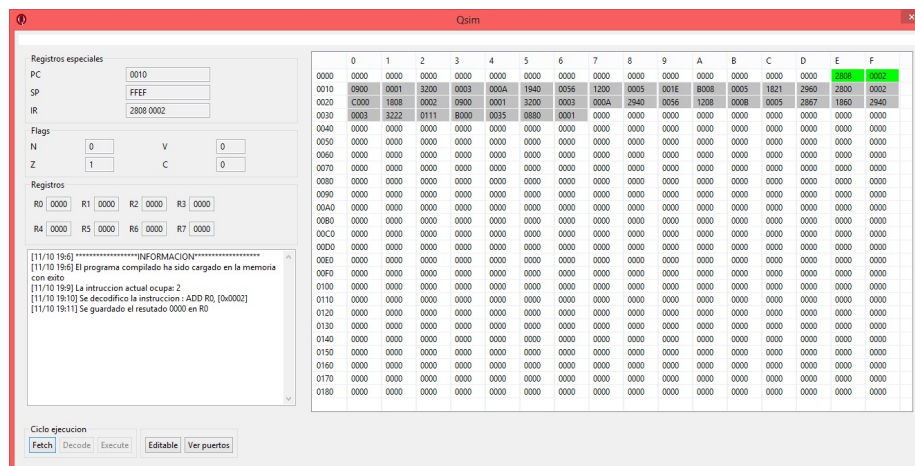 Qsim
Registros especiales
PC 0010
SP FFEF
IR 2808 0002
Flags
N 0 V 0
Z 1 C 0
Registros
R0 0000 R1 0000 R2 0000 R3 0000
R4 0000 R5 0000 R6 0000 R7 0000
[11/10 19:6] ******************INFORMACION*******************
[11/10 19:6] El programa compilado ha sido cargado en la memoria
con exito
[11/10 19:9] La intruccion actual ocupa: 2
[11/10 19:10] Se decodifico la instruccion : ADD R0, [0x0002]
[11/10 19:11] Se guardado el resutado 0000 en R0
Ciclo ejecucion
Fetch Decode Execute Editable Ver puertos
0 1 2 3 4 5 6 7 8 9 A B C D E F
0000 0000 0000 0000 0000 0000 0000 0000 0000 0000 0000 0000 0000 0000 0000 2808 0002
0010 0900 0001 3200 0003 000A 1940 0056 1200 0005 001E B008 0005 1821 2960 2800 0002
0020 C000 1808 0002 0900 0001 3200 0003 000A 2940 0056 1208 000B 0005 2867 1860 2940
0030 0003 3222 0111 B000 0035 0880 0001 0000 0000 0000 0000 0000 0000 0000 0000 0000
0040 0000 0000 0000 0000 0000 0000 0000 0000 0000 0000 0000 0000 0000 0000 0000 0000
0050 0000 0000 0000 0000 0000 0000 0000 0000 0000 0000 0000 0000 0000 0000 0000 0000
0060 0000 0000 0000 0000 0000 0000 0000 0000 0000 0000 0000 0000 0000 0000 0000 0000
0070 0000 0000 0000 0000 0000 0000 0000 0000 0000 0000 0000 0000 0000 0000 0000 0000
0080 0000 0000 0000 0000 0000 0000 0000 0000 0000 0000 0000 0000 0000 0000 0000 0000
0090 0000 0000 0000 0000 0000 0000 0000 0000 0000 0000 0000 0000 0000 0000 0000 0000
00A0 0000 0000 0000 0000 0000 0000 0000 0000 0000 0000 0000 0000 0000 0000 0000 0000
00B0 0000 0000 0000 0000 0000 0000 0000 0000 0000 0000 0000 0000 0000 0000 0000 0000
00C0 0000 0000 0000 0000 0000 0000 0000 0000 0000 0000 0000 0000 0000 0000 0000 0000
00D0 0000 0000 0000 0000 0000 0000 0000 0000 0000 0000 0000 0000 0000 0000 0000 0000
00E0 0000 0000 0000 0000 0000 0000 0000 0000 0000 0000 0000 0000 0000 0000 0000 0000
00F0 0000 0000 0000 0000 0000 0000 0000 0000 0000 0000 0000 0000 0000 0000 0000 0000
0100 0000 0000 0000 0000 0000 0000 0000 0000 0000 0000 0000 0000 0000 0000 0000 0000
0110 0000 0000 0000 0000 0000 0000 0000 0000 0000 0000 0000 0000 0000 0000 0000 0000
0120 0000 0000 0000 0000 0000 0000 0000 0000 0000 0000 0000 0000 0000 0000 0000 0000
0130 0000 0000 0000 0000 0000 0000 0000 0000 0000 0000 0000 0000 0000 0000 0000 0000
0140 0000 0000 0000 0000 0000 0000 0000 0000 0000 0000 0000 0000 0000 0000 0000 0000
0150 0000 0000 0000 0000 0000 0000 0000 0000 0000 0000 0000 0000 0000 0000 0000 0000
0160 0000 0000 0000 0000 0000 0000 0000 0000 0000 0000 0000 0000 0000 0000 0000 0000
0170 0000 0000 0000 0000 0000 0000 0000 0000 0000 0000 0000 0000 0000 0000 0000 0000
0180 0000 0000 0000 0000 0000 0000 0000 0000 0000 0000 0000 0000 0000 0000 0000 0000